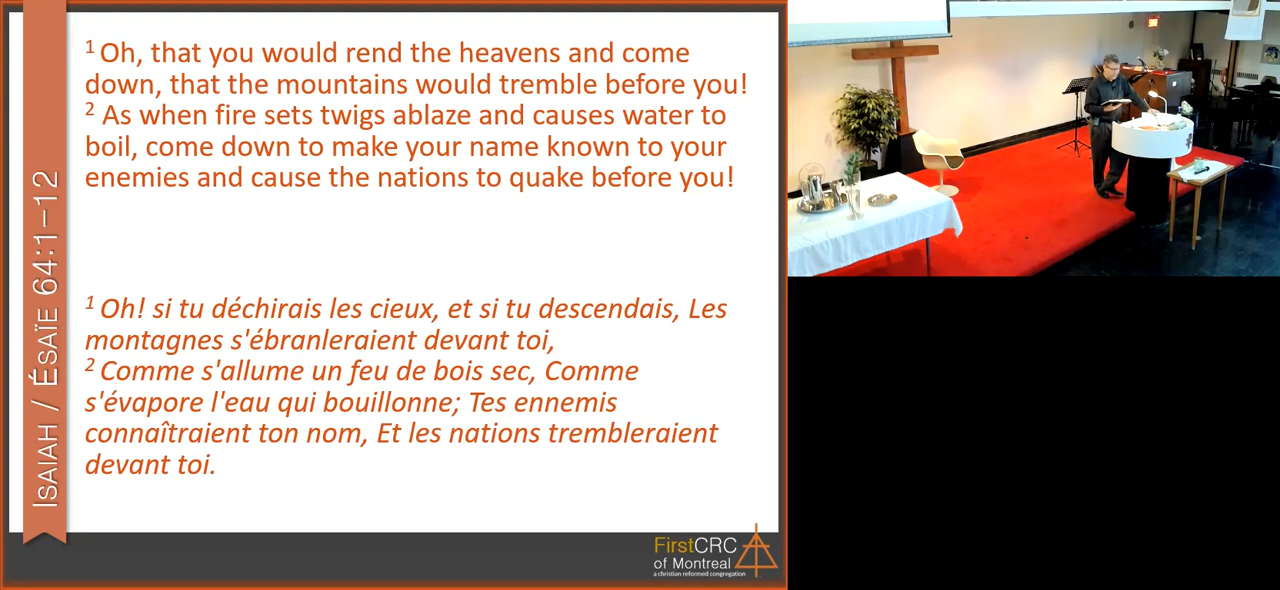 ISAIAH / ÉSAÏE 64:1–12
1 Oh, that you would rend the heavens and come
down, that the mountains would tremble before you!
2 As when fire sets twigs ablaze and causes water to
boil, come down to make your name known to your
enemies and cause the nations to quake before you!
1 Oh! si tu déchirais les cieux, et si tu descendais, Les
montagnes s'ébranleraient devant toi,
2 Comme s'allume un feu de bois sec, Comme
s'évapore l'eau qui bouillonne; Tes ennemis
connaîtraient ton nom, Et les nations trembleraient
devant toi.
FirstCRC
of Montreal
a christian reformed congregation